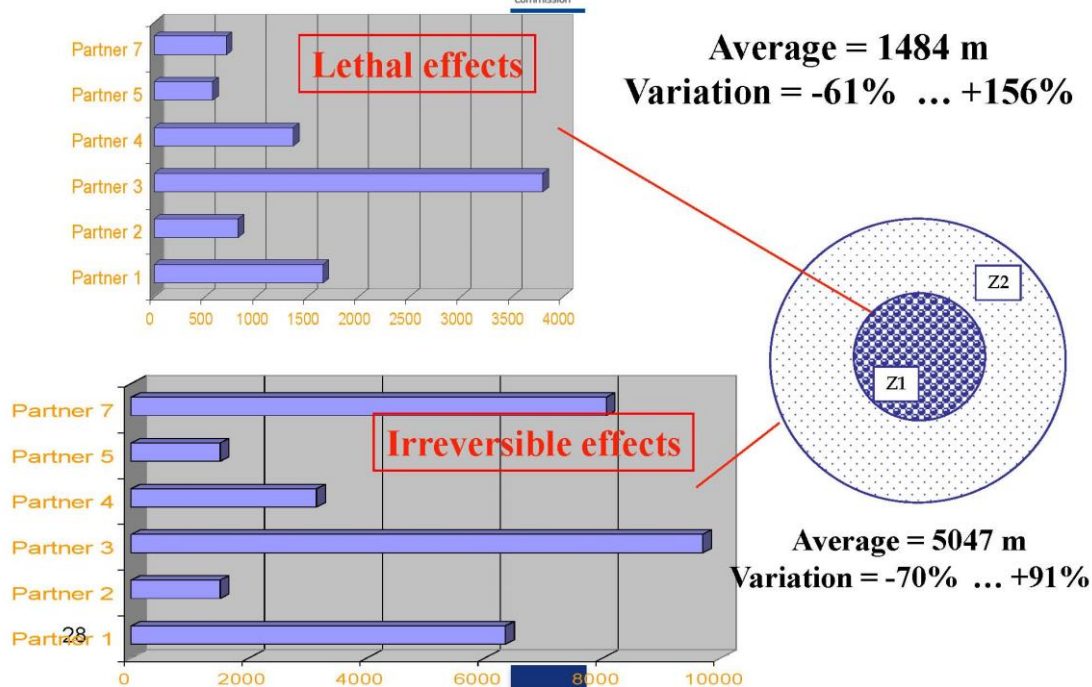 commission
Partner 7
Partner 5
Partner 4
Partner 3
Partner 2
Partner 1
Lethal effects
0 500 1000 1500 2000 2500 3000 3500 4000
Average = 1484 m
Variation = -61% ... +156%
Z2
Z1
Partner 7
Partner 5
Partner 4
Partner 3
Partner 2
Partner 1
28
Irreversible effects
0 2000 4000 6000 8000 10000
Average = 5047 m
Variation = -70% ... +91%